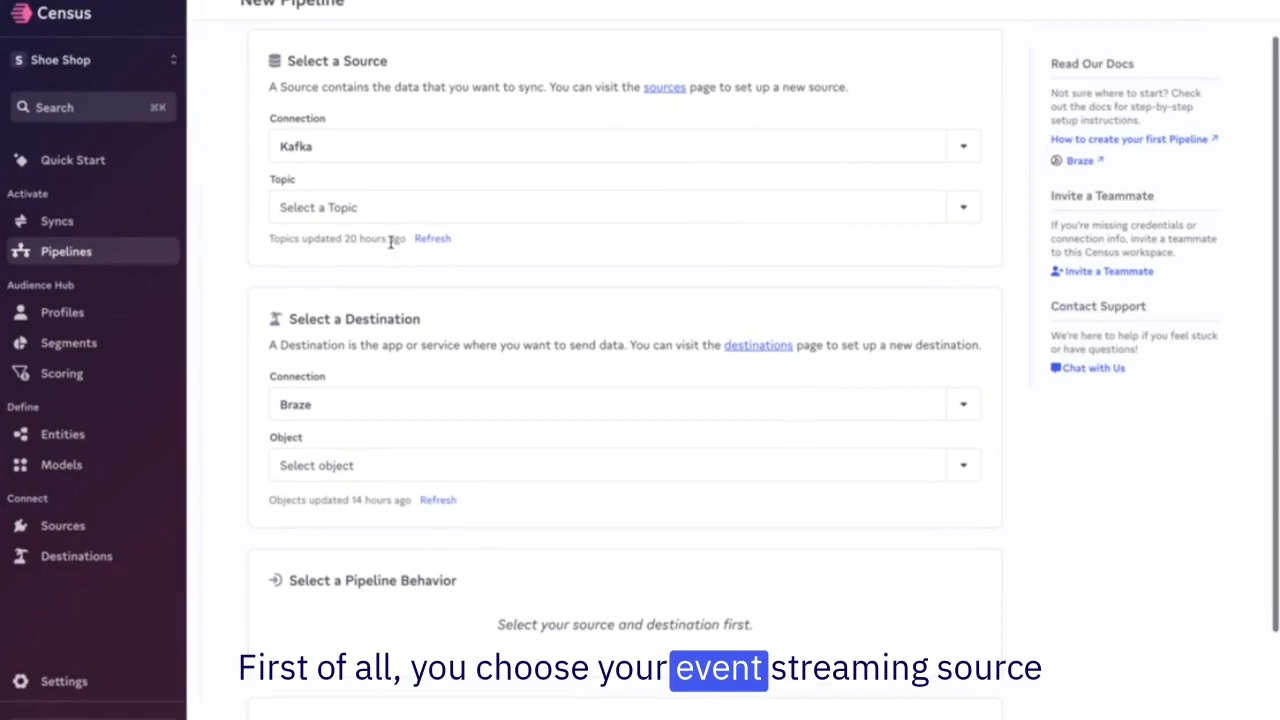 Census
New Pipeline
S Shoe Shop
Search ⌘K
Quick Start
Activate
Syncs
Pipelines
Audience Hub
Profiles
Segments
Scoring
Define
Entities
Models
Connect
Sources
Destinations
Settings
Select a Source
A Source contains the data that you want to sync. You can visit the sources page to set up a new source.
Connection
Kafka
Topic
Select a Topic
Topics updated 20 hours ago Refresh
Select a Destination
A Destination is the app or service where you want to send data. You can visit the destinations page to set up a new destination.
Connection
Braze
Object
Select object
Objects updated 14 hours ago Refresh
Select a Pipeline Behavior
Select your source and destination first.
Read Our Docs
Not sure where to start? Check
out the docs for step-by-step
setup instructions.
How to create your first Pipeline
Braze
Invite a Teammate
If you're missing credentials or
connection info, invite a teammate
to this Census workspace.
Invite a Teammate
Contact Support
We're here to help if you feel stuck
or have questions!
Chat with Us
First of all, you choose your event streaming source